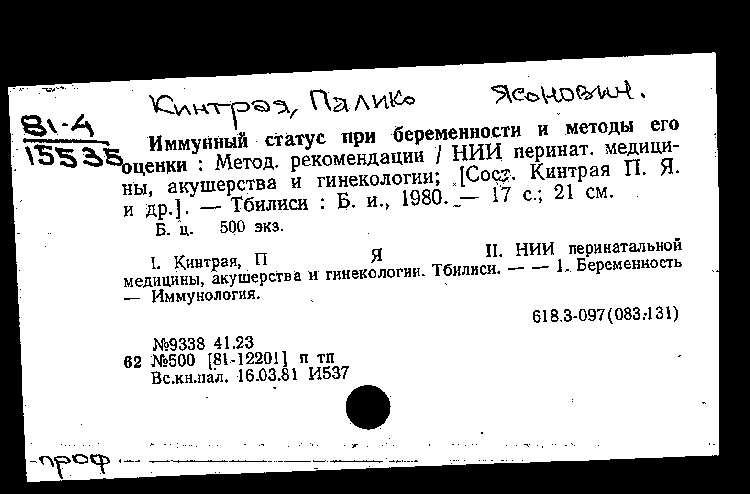 Кинтрая, Палико Ясонович.
81-4
15535
Иммунный статус при беременности и методы его
оценки : Метод. рекомендации / НИИ перинат. медици-
ны, акушерства и гинекологии; [Сост. Кинтрая П. Я.
и др.]. — Тбилиси : Б. и., 1980. — 17 с.; 21 см.
Б. ц. 500 экз.
I. Кинтрая, П Я II. НИИ перинатальной
медицины, акушерства и гинекологии. Тбилиси. — — 1. Беременность
— Иммунология.
618.3-097(083.131)
№9338 41.23
62 №500 [81-12201] п тп
Вс.кн.пал. 16.03.81 И537
проф